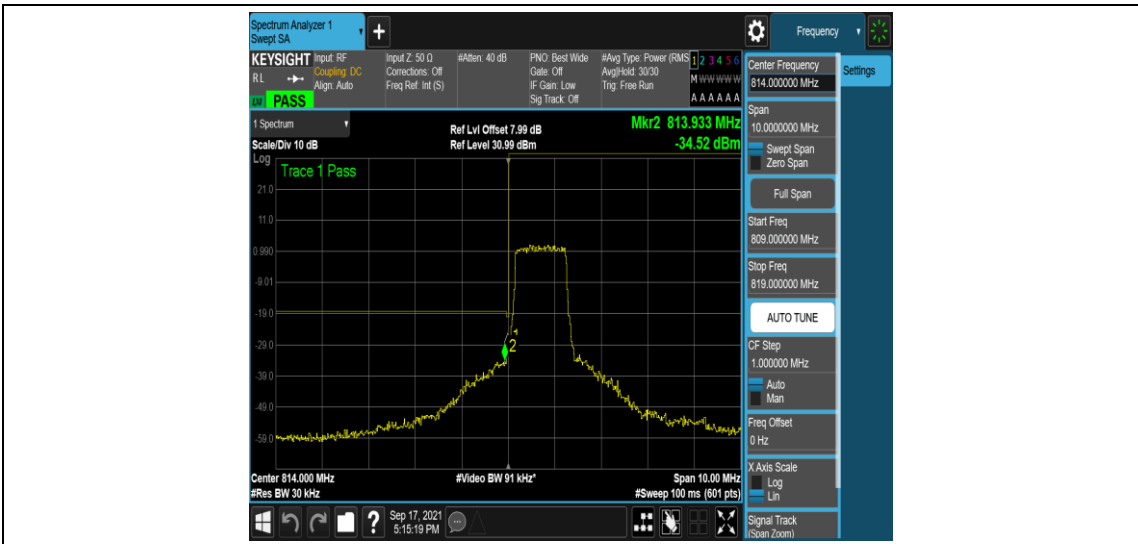 Spectrum Analyzer 1
Swept SA
+
Frequency
KEYSIGHT
RL
LXI PASS
Input: RF
Coupling: DC
Align: Auto
Input Z: 50 Ω
Corrections: Off
Freq Ref: Int (S)
#Atten: 40 dB
PNO: Best Wide
Gate: Off
IF Gain: Low
Sig Track: Off
#Avg Type: Power (RMS
Avg|Hold: 30/30
Trig: Free Run
1 2 3 4 5 6
M W W W W W
A A A A A A
1 Spectrum
Scale/Div 10 dB
Ref Lvl Offset 7.99 dB
Ref Level 30.99 dBm
Mkr2 813.933 MHz
-34.52 dBm
Log
Trace 1 Pass
21.0
11.0
0.990
-9.01
-19.0
-29.0
-39.0
-49.0
-59.0
1
2
Center 814.000 MHz
#Res BW 30 kHz
#Video BW 91 kHz*
Span 10.00 MHz
#Sweep 100 ms (601 pts)
?
Sep 17, 2021
5:15:19 PM
Center Frequency
814.000000 MHz
Settings
Span
10.0000000 MHz
Swept Span
Zero Span
Full Span
Start Freq
809.000000 MHz
Stop Freq
819.000000 MHz
AUTO TUNE
CF Step
1.000000 MHz
Auto
Man
Freq Offset
0 Hz
X Axis Scale
Log
Lin
Signal Track
(Span Zoom)